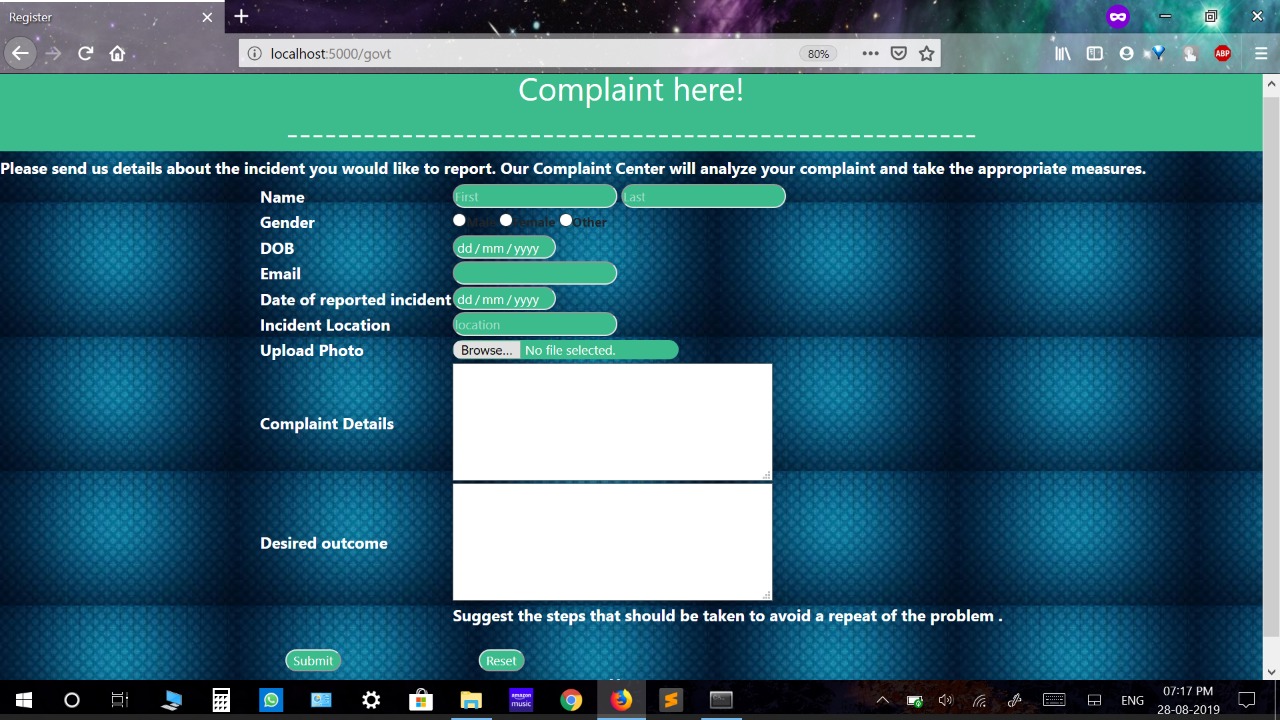 Register
localhost:5000/govt
80%
ABP
Complaint here!
Please send us details about the incident you would like to report. Our Complaint Center will analyze your complaint and take the appropriate measures.
Name First Last
Gender Male Female Other
DOB dd / mm / yyyy
Email
Date of reported incident dd / mm / yyyy
Incident Location location
Upload Photo Browse... No file selected.
Complaint Details
Desired outcome
Suggest the steps that should be taken to avoid a repeat of the problem .
Submit Reset
amazon music
ENG
07:17 PM
28-08-2019